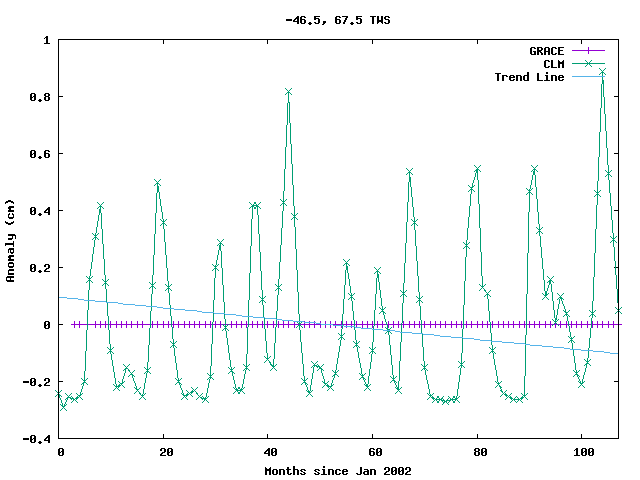 -46.5, 67.5 TWS
1
0.8
0.6
0.4
0.2
0
-0.2
-0.4
Anomaly (cm)
GRACE
CLM
Trend Line
0 20 40 60 80 100
Months since Jan 2002